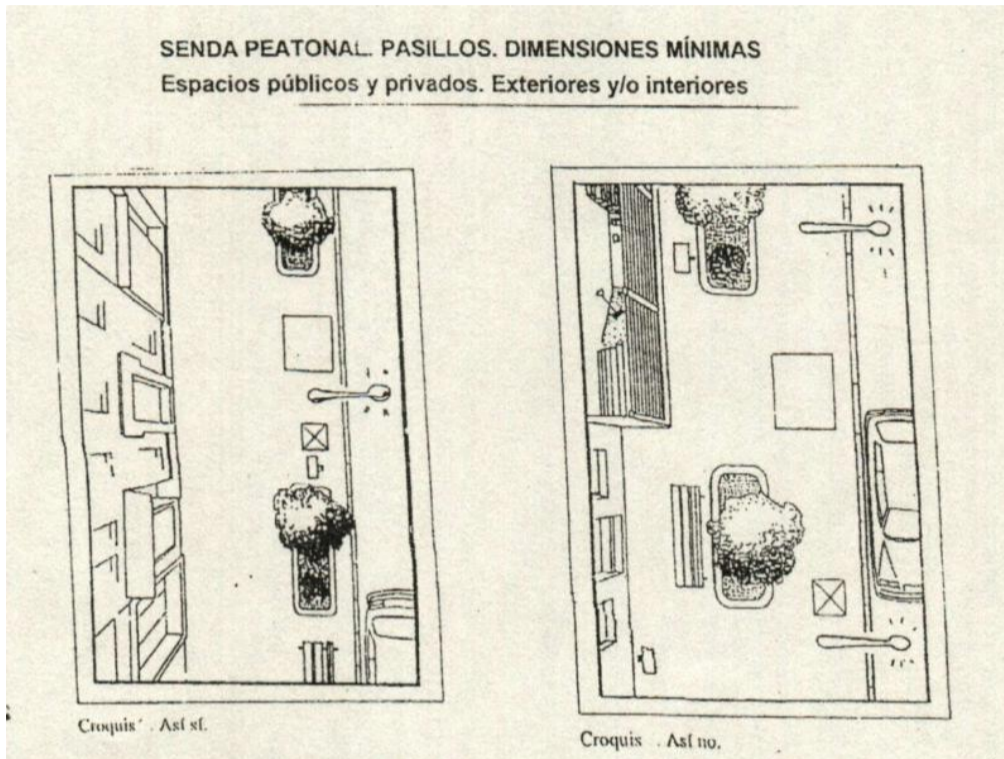 SENDA PEATONAL. PASILLOS. DIMENSIONES MÍNIMAS
Espacios públicos y privados. Exteriores y/o interiores
Croquis . Así sí.
Croquis . Así no.